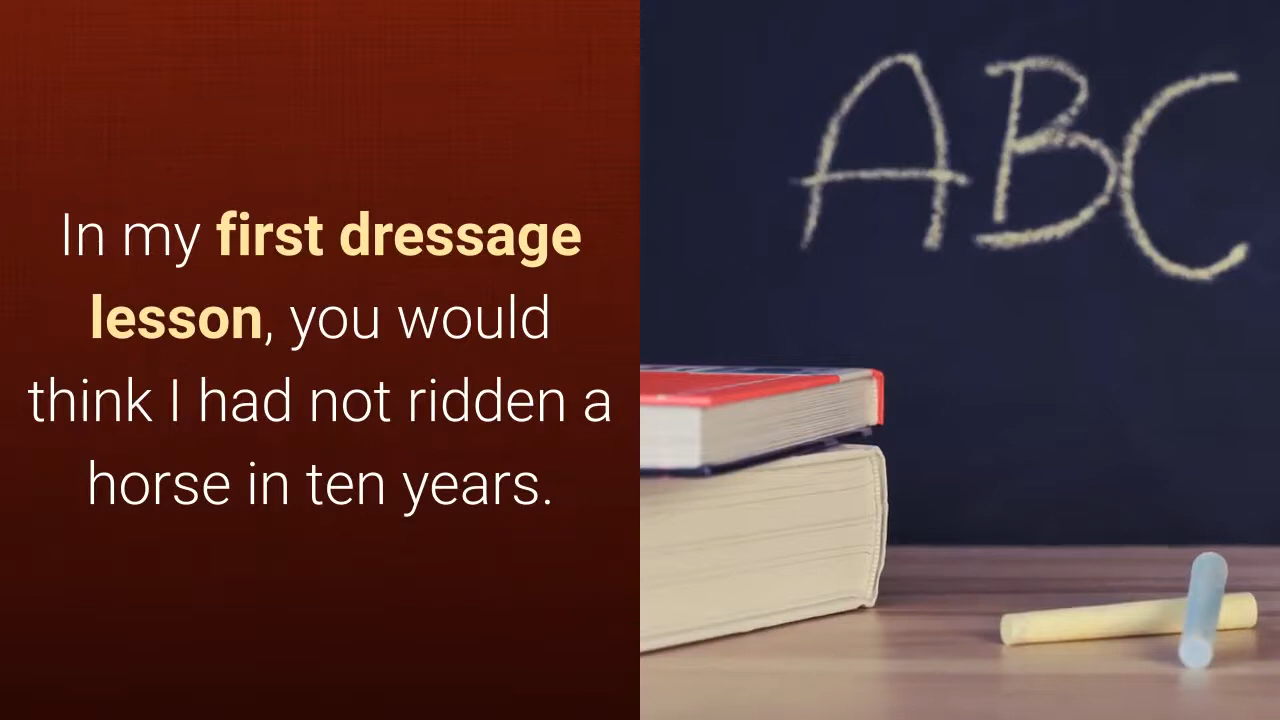 In my first dressage
lesson, you would
think I had not ridden a
horse in ten years.
ABC